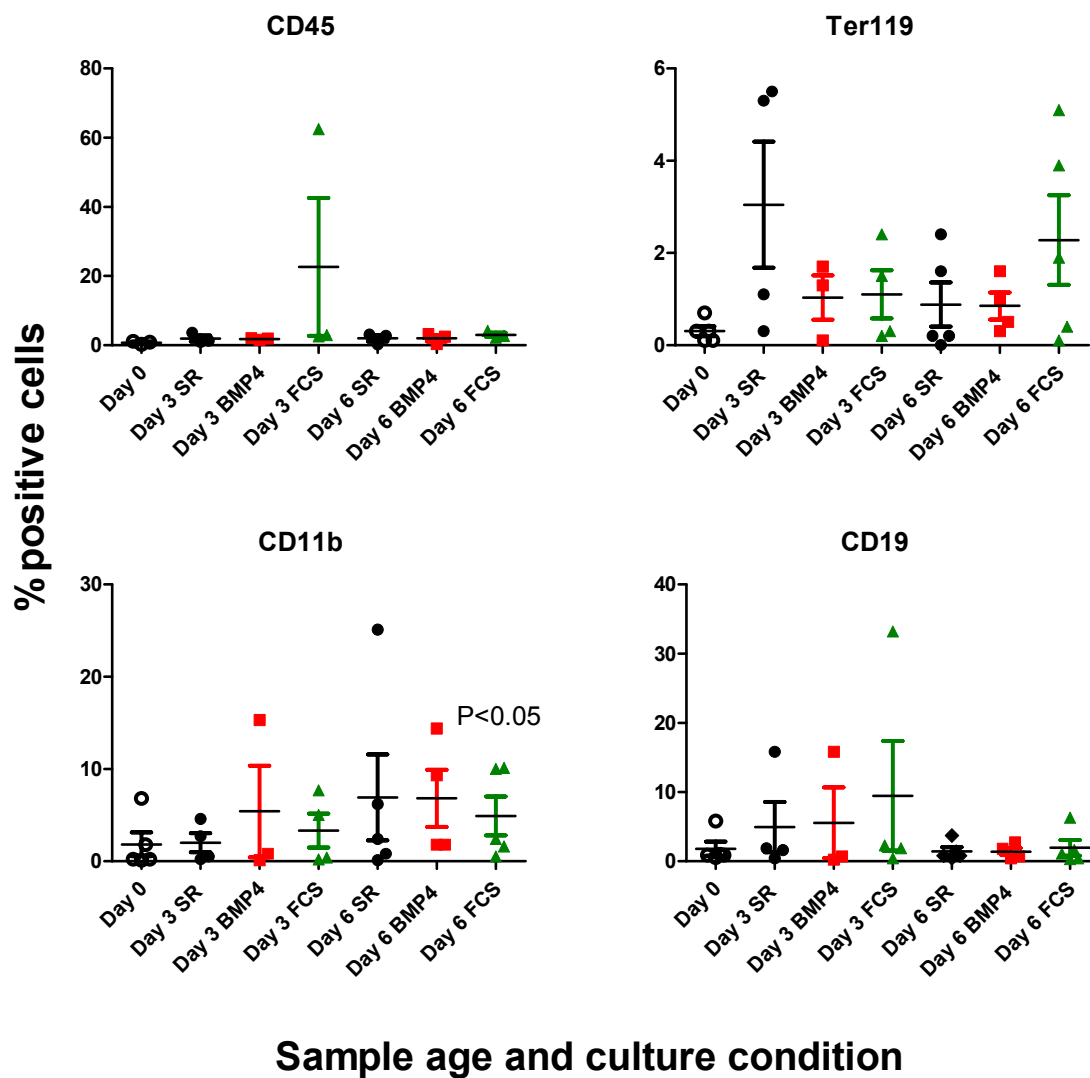 CD45
80
60
40
20
0
Day 0
Day 3 SR
Day 3 BMP4
Day 3 FCS
Day 6 SR
Day 6 BMP4
Day 6 FCS
Ter119
6
4
2
0
Day 0
Day 3 SR
Day 3 BMP4
Day 3 FCS
Day 6 SR
Day 6 BMP4
Day 6 FCS
% positive cells
CD11b
30
20
10
0
P<0.05
Day 0
Day 3 SR
Day 3 BMP4
Day 3 FCS
Day 6 SR
Day 6 BMP4
Day 6 FCS
CD19
40
30
20
10
0
Day 0
Day 3 SR
Day 3 BMP4
Day 3 FCS
Day 6 SR
Day 6 BMP4
Day 6 FCS
Sample age and culture condition